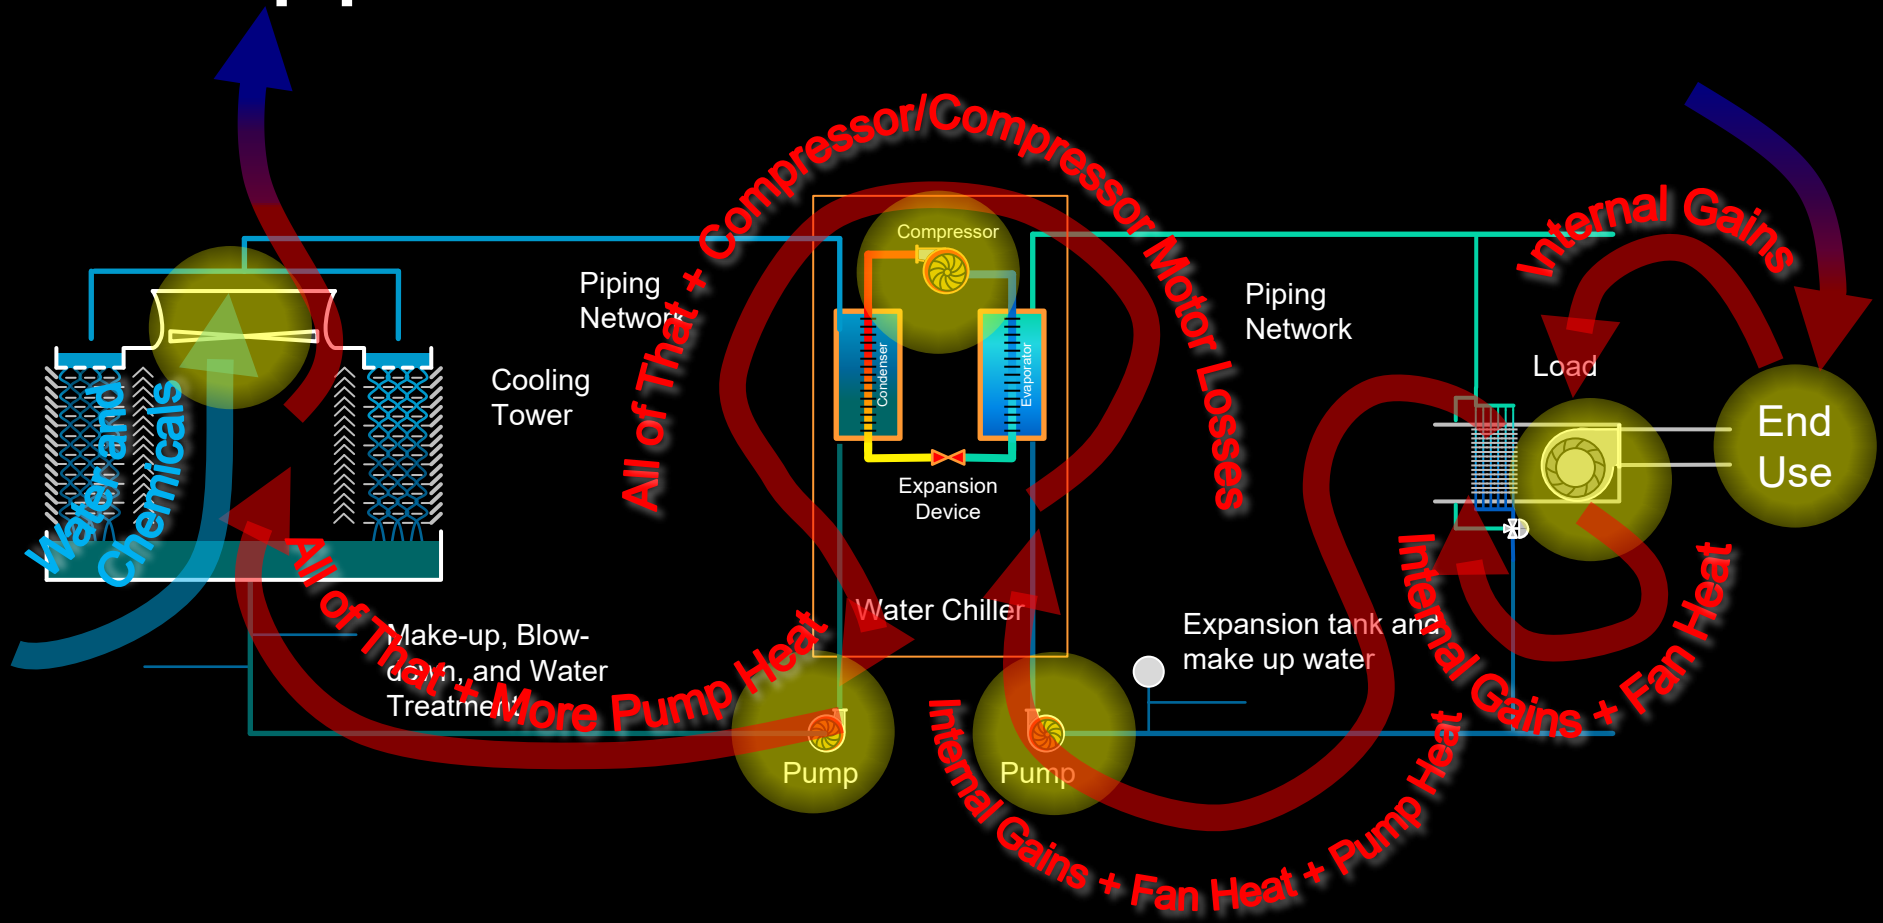 Compressor
All of That + Compressor/Compressor Motor Losses
Internal Gains
Piping
Network
Piping
Network
Cooling
Tower
Condenser
Evaporator
Load
End
Use
Expansion
Device
Water and
Chemicals
Water Chiller
Expansion tank and
make up water
Make-up, Blow-
down, and Water
Treatment
All of That + More Pump Heat
Internal Gains + Fan Heat
Pump
Pump
Internal Gains + Fan Heat + Pump Heat